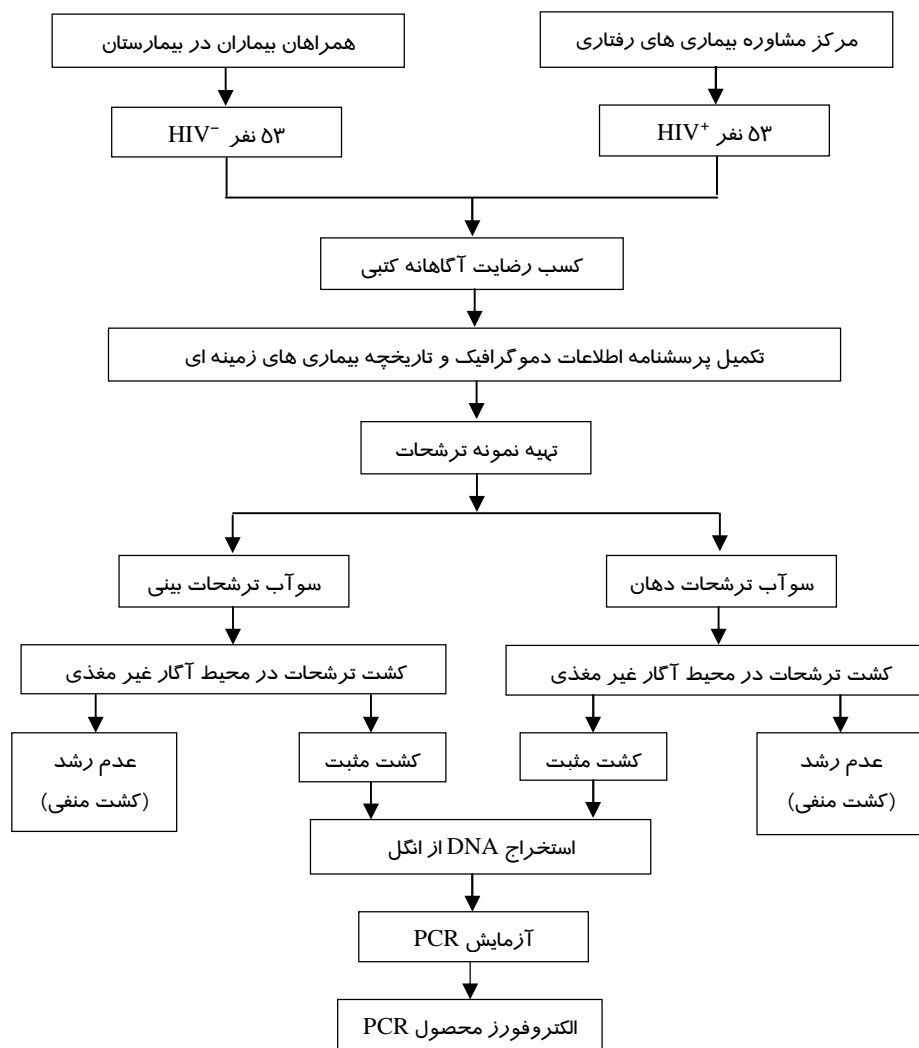 مرکز مشاوره بیماری های رفتاری
همراهان بیماران در بیمارستان
۵۳ نفر HIV⁺
۵۳ نفر HIV⁻
کسب رضایت آگاهانه کتبی
تکمیل پرسشنامه اطلاعات دموگرافیک و تاریخچه بیماری های زمینه ای
تهیه نمونه ترشحات
سوآب ترشحات دهان
سوآب ترشحات بینی
کشت ترشحات در محیط آگار غیر مغذی
کشت ترشحات در محیط آگار غیر مغذی
عدم رشد
(کشت منفی)
کشت مثبت
کشت مثبت
عدم رشد
(کشت منفی)
استخراج DNA از انگل
آزمایش PCR
الکتروفورز محصول PCR